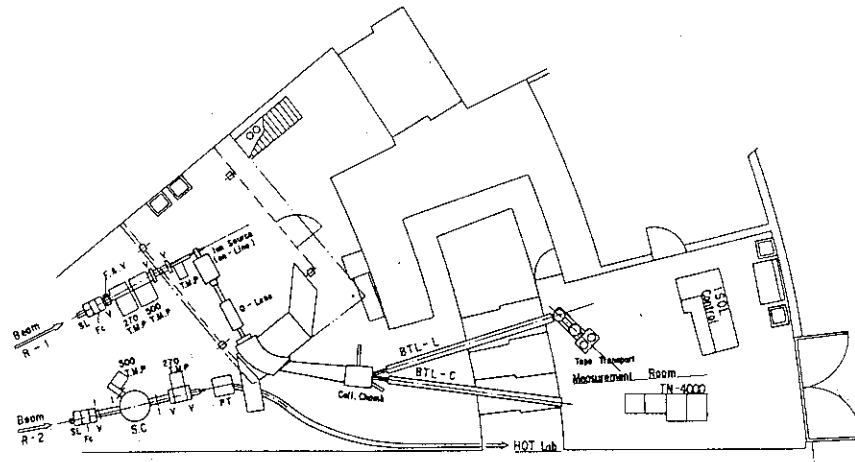 Ion Source
(on-Line)
F.A.V
V
V
T.M.P
500
T.M.P
270
T.M.P
V
Fc
SL
Beam
R-1
Q-Lens
ISOL
Control
BTL-L
Tape Transport
Measurement Room
TN-4000
BTL-C
Coll. Chamb
500
T.M.P
270
T.M.P
PT
Beam
R-2
SL
Fc
V
S.C
V
V
HOT Lab